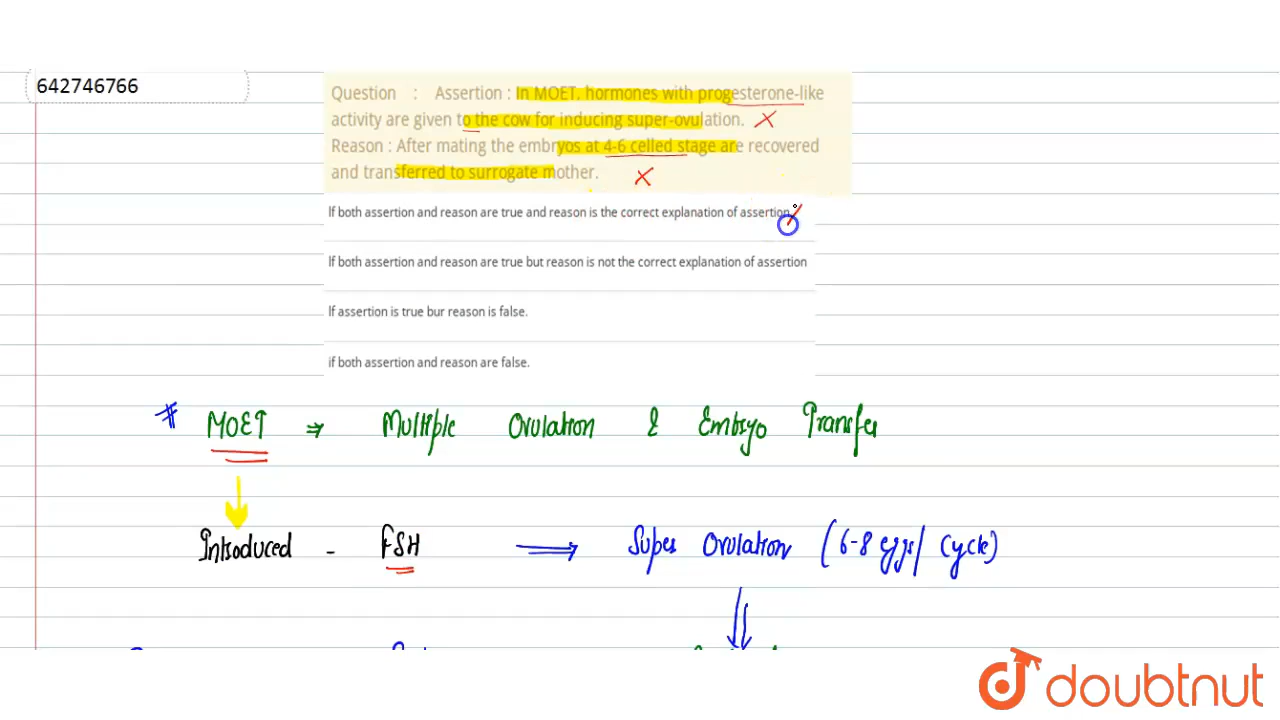 642746766
Question : Assertion : In MOET. hormones with progesterone-like
activity are given to the cow for inducing super-ovulation. X
Reason : After mating the embryos at 4-6 celled stage are recovered
and transferred to surrogate mother. X
If both assertion and reason are true and reason is the correct explanation of assertion
If both assertion and reason are true but reason is not the correct explanation of assertion
If assertion is true bur reason is false.
if both assertion and reason are false.
# MOET ⇒ Multiple Ovulation & Embryo Transfer
Introduced - FSH ⟹ Super Ovulation (6-8 eggs/ Cycle)
doubtnut